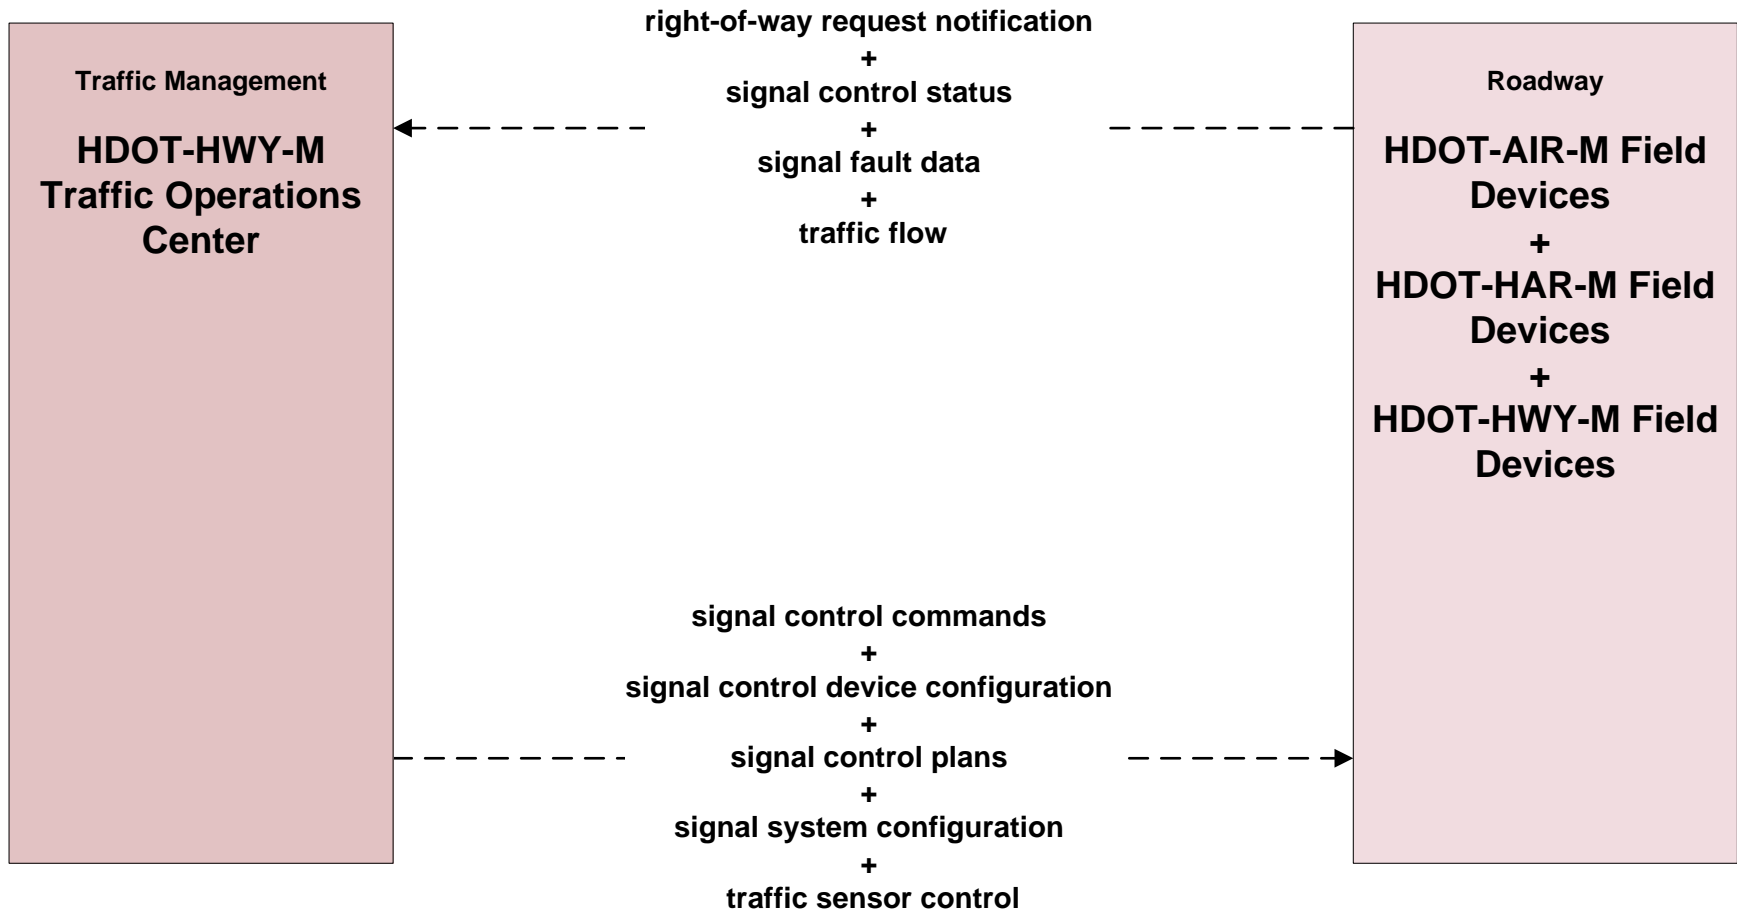 Traffic Management
HDOT-HWY-M
Traffic Operations
Center
right-of-way request notification
+
signal control status
+
signal fault data
+
traffic flow
signal control commands
+
signal control device configuration
+
signal control plans
+
signal system configuration
+
traffic sensor control
Roadway
HDOT-AIR-M Field
Devices
+
HDOT-HAR-M Field
Devices
+
HDOT-HWY-M Field
Devices